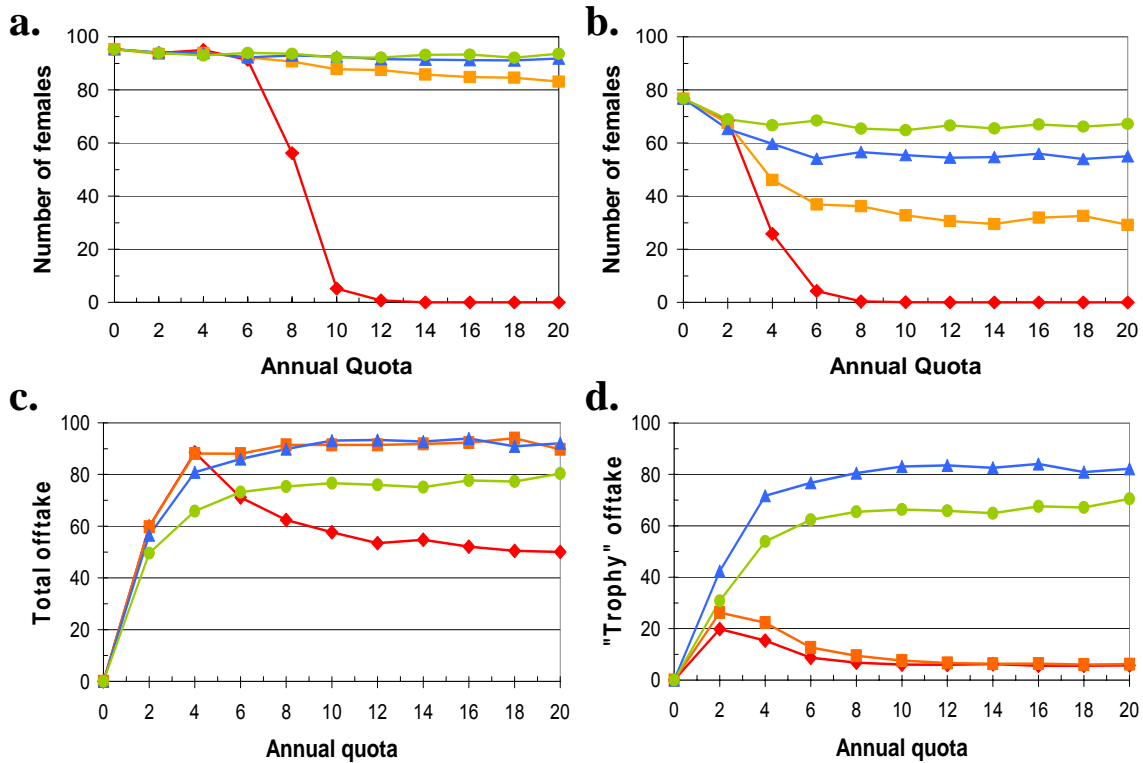 a.
Number of females
100
80
60
40
20
0
0 2 4 6 8 10 12 14 16 18 20
Annual Quota
b.
Number of females
100
80
60
40
20
0
0 2 4 6 8 10 12 14 16 18 20
Annual Quota
c.
Total offtake
100
80
60
40
20
0
0 2 4 6 8 10 12 14 16 18 20
Annual quota
d.
"Trophy" offtake
100
80
60
40
20
0
0 2 4 6 8 10 12 14 16 18 20
Annual quota